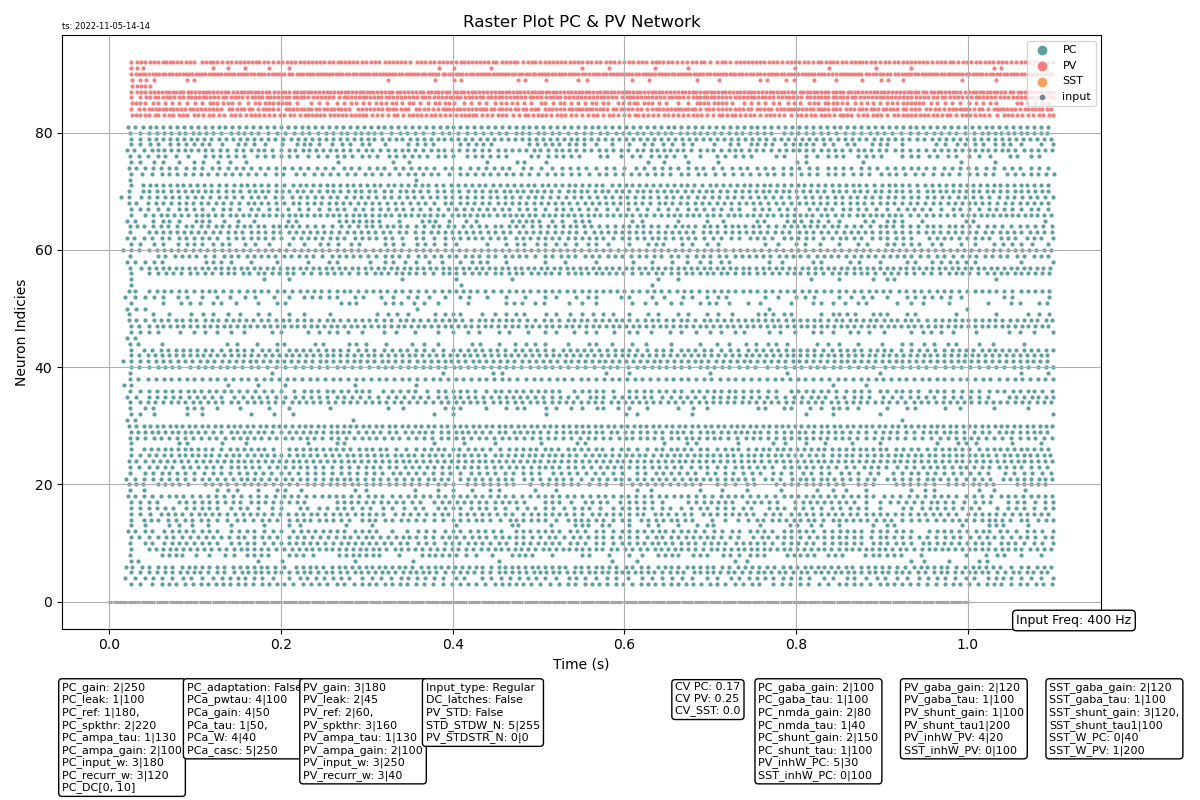 ts: 2022-11-05-14-14
Raster Plot PC & PV Network
PC
PV
SST
input
Neuron Indicies
80
60
40
20
0
0.0
0.2
0.4
0.6
0.8
1.0
Time (s)
Input Freq: 400 Hz
PC_gain: 2|250
PC_leak: 1|100
PC_ref: 1|180,
PC_spkthr: 2|220
PC_ampa_tau: 1|130
PC_ampa_gain: 2|100
PC_input_w: 3|180
PC_recurr_w: 3|120
PC_DC[0, 10]
PC_adaptation: False
PCa_pwtau: 4|100
PCa_gain: 4|50
PCa_tau: 1|50,
PCa_W: 4|40
PCa_casc: 5|250
PV_gain: 3|180
PV_leak: 2|45
PV_ref: 2|60,
PV_spkthr: 3|160
PV_ampa_tau: 1|130
PV_ampa_gain: 2|100
PV_input_w: 3|250
PV_recurr_w: 3|40
Input_type: Regular
DC_latches: False
PV_STD: False
STD_STDW_N: 5|255
PV_STDSTR_N: 0|0
CV PC: 0.17
CV PV: 0.25
CV_SST: 0.0
PC_gaba_gain: 2|100
PC_gaba_tau: 1|100
PC_nmda_gain: 2|80
PC_nmda_tau: 1|40
PC_shunt_gain: 2|150
PC_shunt_tau: 1|100
PV_inhW_PC: 5|30
SST_inhW_PC: 0|100
PV_gaba_gain: 2|120
PV_gaba_tau: 1|100
PV_shunt_gain: 1|100
PV_shunt_tau1|200
PV_inhW_PV: 4|20
SST_inhW_PV: 0|100
SST_gaba_gain: 2|120
SST_gaba_tau: 1|100
SST_shunt_gain: 3|120,
SST_shunt_tau1|100
SST_W_PC: 0|40
SST_W_PV: 1|200